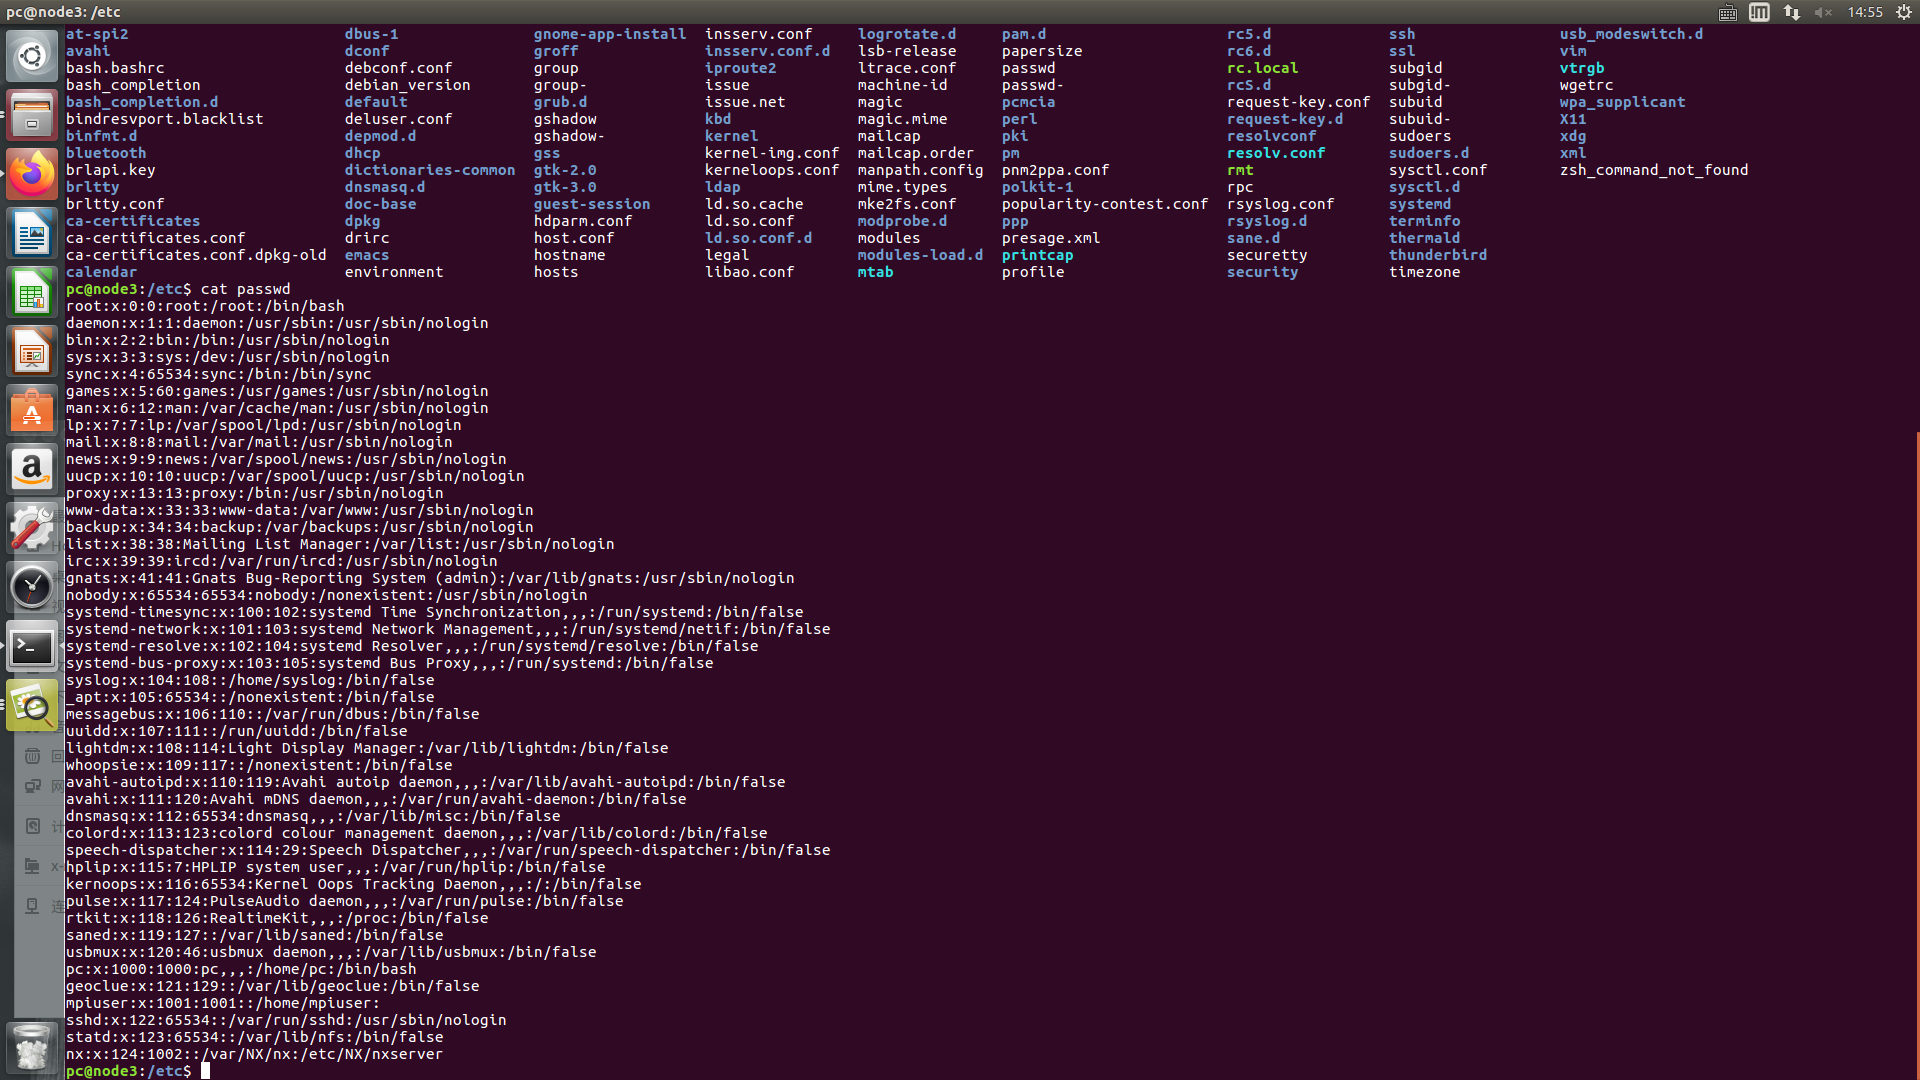 pc@node3: /etc
14:55
at-spi2 dbus-1 gnome-app-install insserv.conf logrotate.d pam.d rc5.d ssh usb_modeswitch.d
avahi dconf groff insserv.conf.d lsb-release papersize rc6.d ssl vim
bash.bashrc debconf.conf group iproute2 ltrace.conf passwd rc.local subgid vtrgb
bash_completion debian_version group- issue machine-id passwd- rcS.d subgid- wgetrc
bash_completion.d default grub.d issue.net magic pcmcia request-key.conf subuid wpa_supplicant
bindresvport.blacklist deluser.conf gshadow kbd magic.mime perl request-key.d subuid- X11
binfmt.d depmod.d gshadow- kernel mailcap pki resolvconf sudoers xdg
bluetooth dhcp gss kernel-img.conf mailcap.order pm resolv.conf sudoers.d xml
brlapi.key dictionaries-common gtk-2.0 kerneloops.conf manpath.config pnm2ppa.conf rmt sysctl.conf zsh_command_not_found
brltty dnsmasq.d gtk-3.0 ldap mime.types polkit-1 rpc sysctl.d
brltty.conf doc-base guest-session ld.so.cache mke2fs.conf popularity-contest.conf rsyslog.conf systemd
ca-certificates dpkg hdparm.conf ld.so.conf modprobe.d ppp rsyslog.d terminfo
ca-certificates.conf drirc host.conf ld.so.conf.d modules presage.xml sane.d thermald
ca-certificates.conf.dpkg-old emacs hostname legal modules-load.d printcap securetty thunderbird
calendar environment hosts libao.conf mtab profile security timezone
pc@node3:/etc$ cat passwd
root:x:0:0:root:/root:/bin/bash
daemon:x:1:1:daemon:/usr/sbin:/usr/sbin/nologin
bin:x:2:2:bin:/bin:/usr/sbin/nologin
sys:x:3:3:sys:/dev:/usr/sbin/nologin
sync:x:4:65534:sync:/bin:/bin/sync
games:x:5:60:games:/usr/games:/usr/sbin/nologin
man:x:6:12:man:/var/cache/man:/usr/sbin/nologin
lp:x:7:7:lp:/var/spool/lpd:/usr/sbin/nologin
mail:x:8:8:mail:/var/mail:/usr/sbin/nologin
news:x:9:9:news:/var/spool/news:/usr/sbin/nologin
uucp:x:10:10:uucp:/var/spool/uucp:/usr/sbin/nologin
proxy:x:13:13:proxy:/bin:/usr/sbin/nologin
www-data:x:33:33:www-data:/var/www:/usr/sbin/nologin
backup:x:34:34:backup:/var/backups:/usr/sbin/nologin
list:x:38:38:Mailing List Manager:/var/list:/usr/sbin/nologin
irc:x:39:39:ircd:/var/run/ircd:/usr/sbin/nologin
gnats:x:41:41:Gnats Bug-Reporting System (admin):/var/lib/gnats:/usr/sbin/nologin
nobody:x:65534:65534:nobody:/nonexistent:/usr/sbin/nologin
systemd-timesync:x:100:102:systemd Time Synchronization,,,:/run/systemd:/bin/false
systemd-network:x:101:103:systemd Network Management,,,:/run/systemd/netif:/bin/false
systemd-resolve:x:102:104:systemd Resolver,,,:/run/systemd/resolve:/bin/false
systemd-bus-proxy:x:103:105:systemd Bus Proxy,,,:/run/systemd:/bin/false
syslog:x:104:108::/home/syslog:/bin/false
_apt:x:105:65534::/nonexistent:/bin/false
messagebus:x:106:110::/var/run/dbus:/bin/false
uuidd:x:107:111::/run/uuidd:/bin/false
lightdm:x:108:114:Light Display Manager:/var/lib/lightdm:/bin/false
whoopsie:x:109:117::/nonexistent:/bin/false
avahi-autoipd:x:110:119:Avahi autoip daemon,,,:/var/lib/avahi-autoipd:/bin/false
avahi:x:111:120:Avahi mDNS daemon,,,:/var/run/avahi-daemon:/bin/false
dnsmasq:x:112:65534:dnsmasq,,,:/var/lib/misc:/bin/false
colord:x:113:123:colord colour management daemon,,,:/var/lib/colord:/bin/false
speech-dispatcher:x:114:29:Speech Dispatcher,,,:/var/run/speech-dispatcher:/bin/false
hplip:x:115:7:HPLIP system user,,,:/var/run/hplip:/bin/false
kernoops:x:116:65534:Kernel Oops Tracking Daemon,,,:/:/bin/false
pulse:x:117:124:PulseAudio daemon,,,:/var/run/pulse:/bin/false
rtkit:x:118:126:RealtimeKit,,,:/proc:/bin/false
saned:x:119:127::/var/lib/saned:/bin/false
usbmux:x:120:46:usbmux daemon,,,:/var/lib/usbmux:/bin/false
pc:x:1000:1000:pc,,,:/home/pc:/bin/bash
geoclue:x:121:129::/var/lib/geoclue:/bin/false
mpiuser:x:1001:1001::/home/mpiuser:
sshd:x:122:65534::/var/run/sshd:/usr/sbin/nologin
statd:x:123:65534::/var/lib/nfs:/bin/false
nx:x:124:1002::/var/NX/nx:/etc/NX/nxserver
pc@node3:/etc$